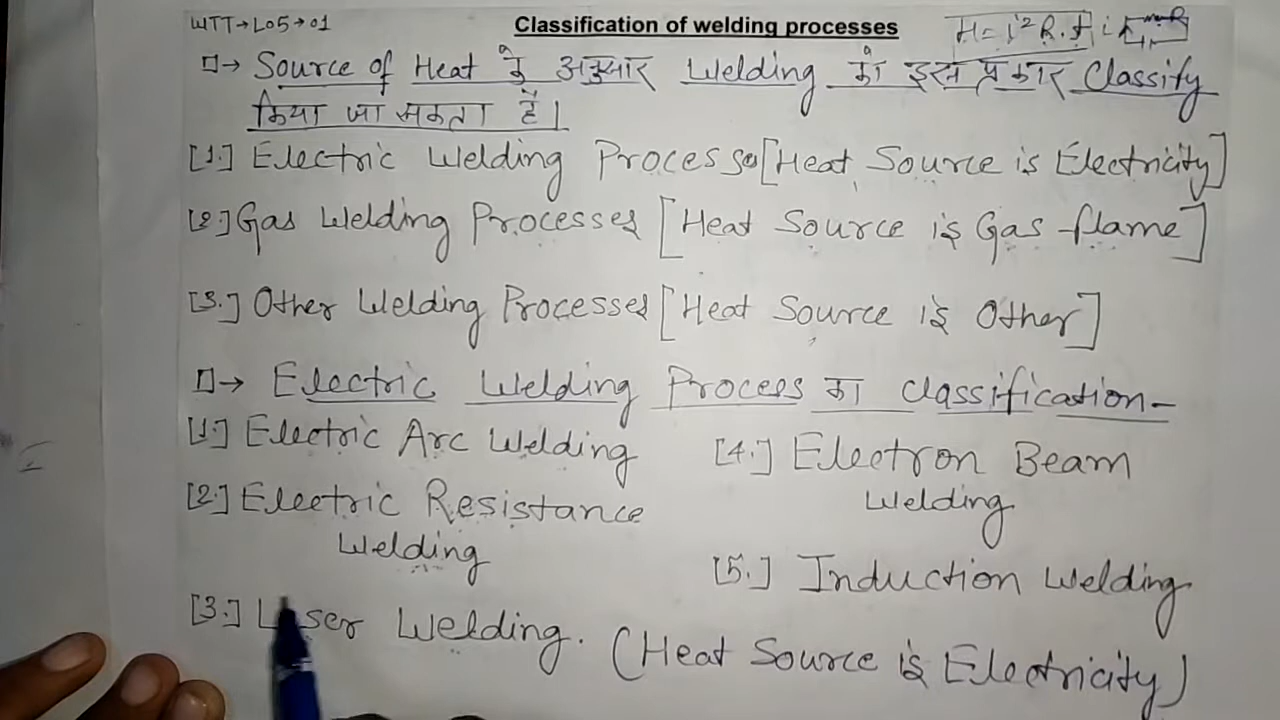 WTT→L05→01
Classification of welding processes
H=I²R.t
□→ Source of Heat के अनुसार Welding को इस प्रकार Classify
किया जा सकता है।
[1.] Electric Welding Process [Heat Source is Electricity]
[2.] Gas Welding Processes [Heat Source is Gas flame]
[3.] Other Welding Processes [Heat Source is Other]
□→ Electric Welding Process का classification-
[1.] Electric Arc Welding
[2.] Electric Resistance
Welding
[3.] Laser Welding.
[4.] Electron Beam
Welding
[5.] Induction Welding
(Heat Source is Electricity)